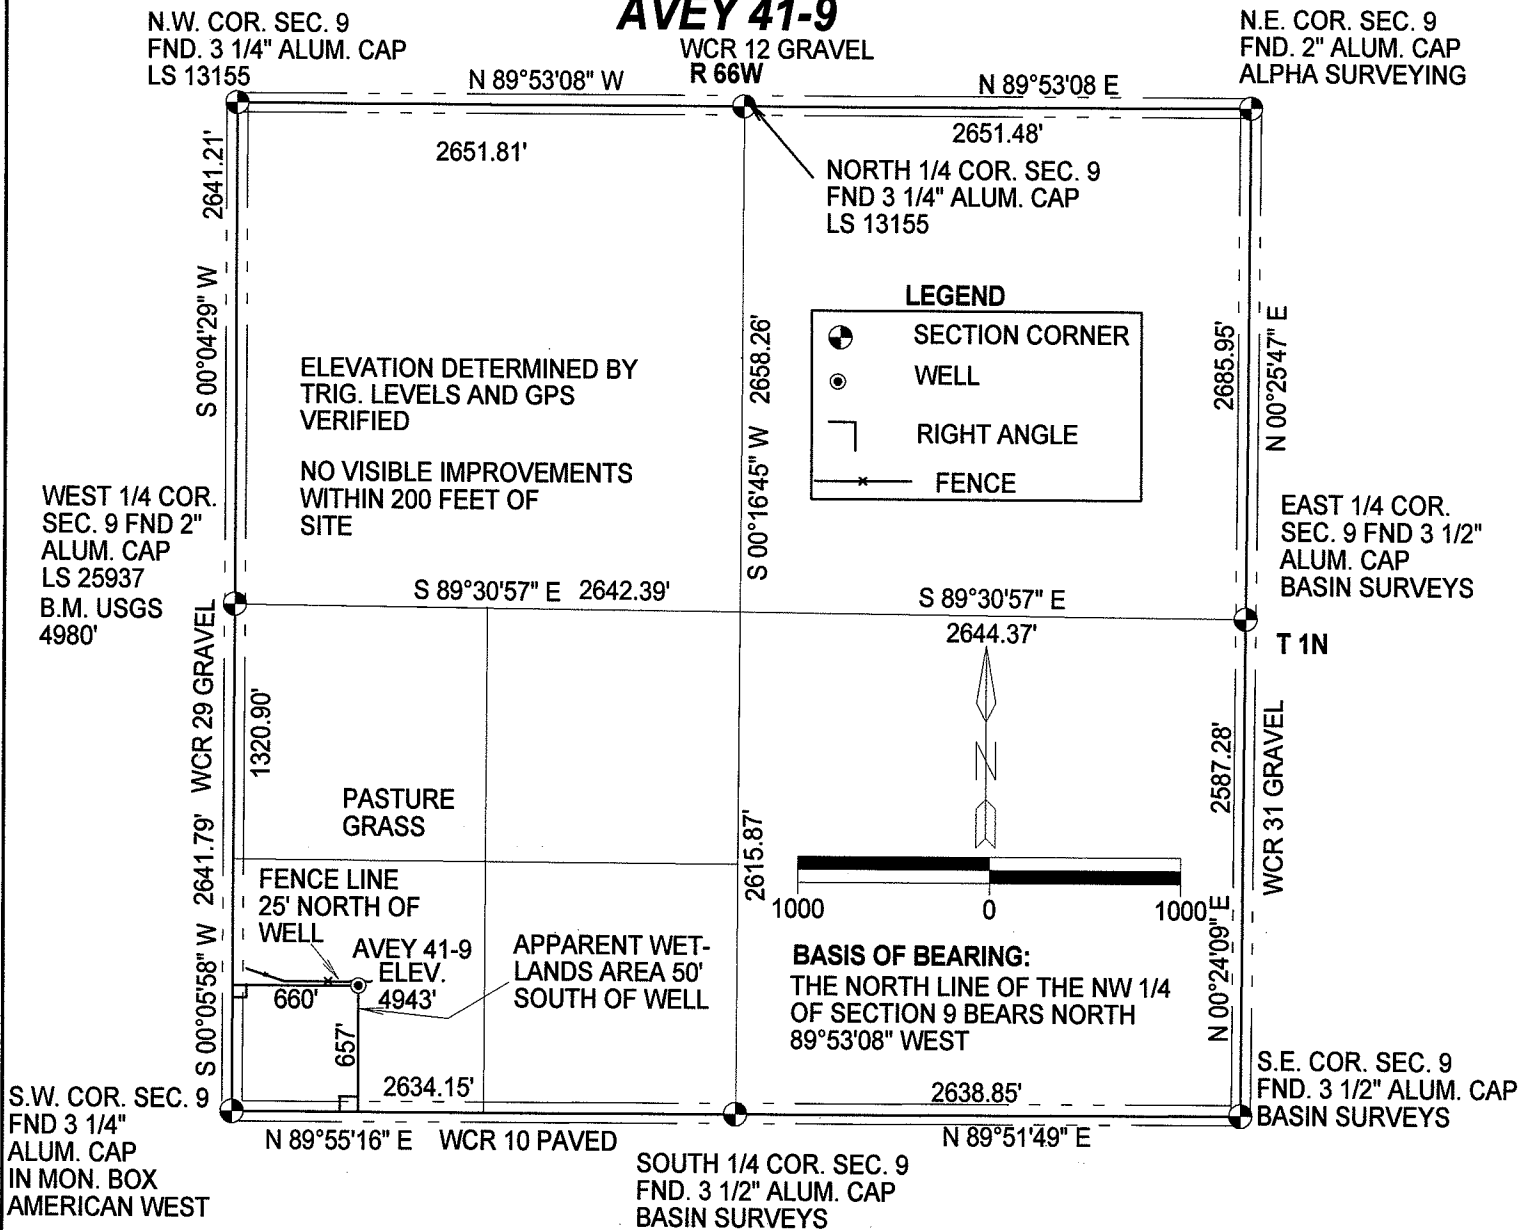 AVEY 41-9
N.W. COR. SEC. 9
FND. 3 1/4" ALUM. CAP
LS 13155
WCR 12 GRAVEL
R 66W
N.E. COR. SEC. 9
FND. 2" ALUM. CAP
ALPHA SURVEYING
N 89°53'08" W
N 89°53'08 E
2651.81'
2651.48'
2641.21'
S 00°04'29" W
NORTH 1/4 COR. SEC. 9
FND 3 1/4" ALUM. CAP
LS 13155
LEGEND
SECTION CORNER
WELL
RIGHT ANGLE
FENCE
ELEVATION DETERMINED BY
TRIG. LEVELS AND GPS
VERIFIED
NO VISIBLE IMPROVEMENTS
WITHIN 200 FEET OF
SITE
S 00°16'45" W 2658.26'
2685.95'
N 00°25'47" E
WEST 1/4 COR.
SEC. 9 FND 2"
ALUM. CAP
LS 25937
B.M. USGS
4980'
EAST 1/4 COR.
SEC. 9 FND 3 1/2"
ALUM. CAP
BASIN SURVEYS
S 89°30'57" E 2642.39'
S 89°30'57" E
2644.37'
T 1N
S 00°05'58" W 2641.79' WCR 29 GRAVEL
1320.90'
PASTURE
GRASS
2615.87'
N
2587.28'
WCR 31 GRAVEL
N 00°24'09" E
1000 0 1000
FENCE LINE
25' NORTH OF
WELL
AVEY 41-9
ELEV.
4943'
660'
657'
APPARENT WET-
LANDS AREA 50'
SOUTH OF WELL
BASIS OF BEARING:
THE NORTH LINE OF THE NW 1/4
OF SECTION 9 BEARS NORTH
89°53'08" WEST
2634.15'
2638.85'
S.W. COR. SEC. 9
FND 3 1/4"
ALUM. CAP
IN MON. BOX
AMERICAN WEST
N 89°55'16" E WCR 10 PAVED
N 89°51'49" E
SOUTH 1/4 COR. SEC. 9
FND. 3 1/2" ALUM. CAP
BASIN SURVEYS
S.E. COR. SEC. 9
FND. 3 1/2" ALUM. CAP
BASIN SURVEYS